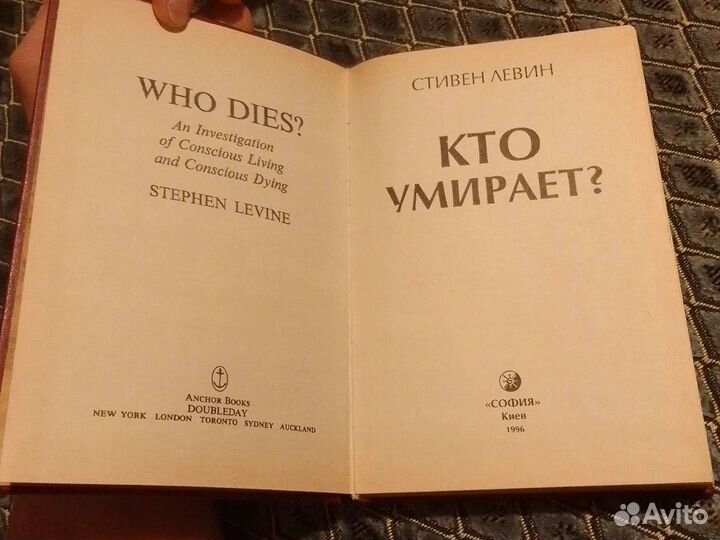 WHO DIES?
An Investigation
of Conscious Living
and Conscious Dying
STEPHEN LEVINE
ANCHOR BOOKS
DOUBLEDAY
NEW YORK LONDON TORONTO SYDNEY AUCKLAND
СТИВЕН ЛЕВИН
КТО
УМИРАЕТ?
«СОФИЯ»
Киев
1996
Avito